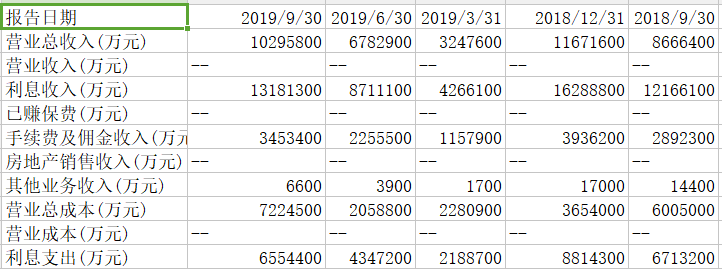 报告日期 2019/9/30 2019/6/30 2019/3/31 2018/12/31 2018/9/30
营业总收入(万元) 10295800 6782900 3247600 11671600 8666400
营业收入(万元) -- -- -- -- --
利息收入(万元) 13181300 8711100 4266100 16288800 12166100
已赚保费(万元) -- -- -- -- --
手续费及佣金收入(万元 3453400 2255500 1157900 3936200 2892300
房地产销售收入(万元) -- -- -- -- --
其他业务收入(万元) 6600 3900 1700 17000 14400
营业总成本(万元) 7224500 2058800 2280900 3654000 6005000
营业成本(万元) -- -- -- -- --
利息支出(万元) 6554400 4347200 2188700 8814300 6713200